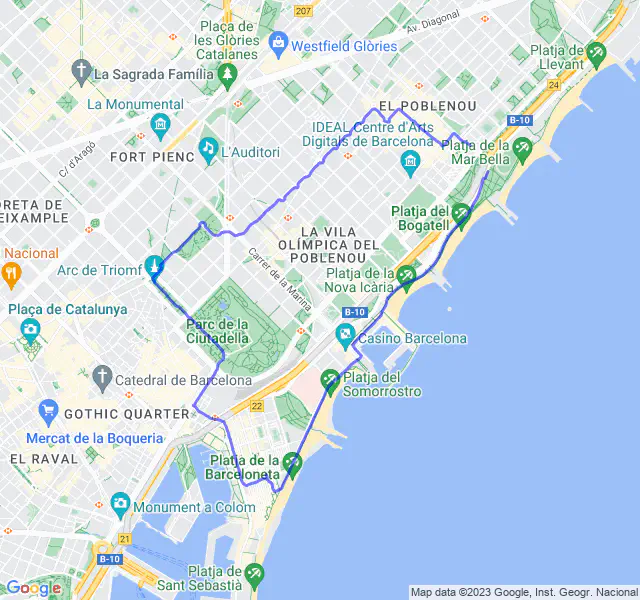 207
Av. Diagonal
Plaça de
les Glòries
Catalanes
Westfield Glòries
Platja de
Llevant
La Sagrada Família
24
La Monumental
EL POBLENOU
B-10
IDEAL Centre d'Arts
Digitals de Barcelona
C/ d'Aragó
FORT PIENC
L'Auditori
Platja de la
Mar Bella
DRETA DE
EIXAMPLE
Platja del
Bogatell
LA VILA
OLÍMPICA DEL
POBLENOU
Nacional
Arc de Triomf
Carrer de la Marina
Platja de la
Nova Icària
Plaça de Catalunya
B-10
Parc de la
Ciutadella
Casino Barcelona
Catedral de Barcelona
Platja del
Somorrostro
GOTHIC QUARTER
22
Mercat de la Boqueria
EL RAVAL
Platja de la
Barceloneta
Monument a Colom
21
B-10
Platja de
Sant Sebastià
Google
Map data ©2023 Google, Inst. Geogr. Nacional